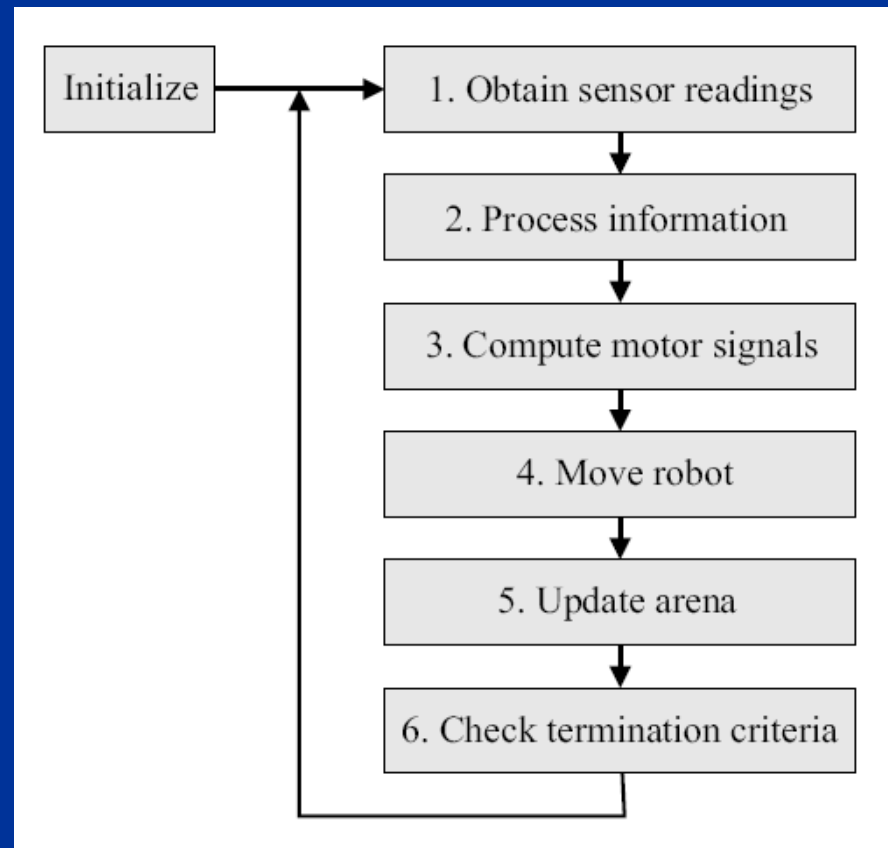 Initialize
1. Obtain sensor readings
2. Process information
3. Compute motor signals
4. Move robot
5. Update arena
6. Check termination criteria